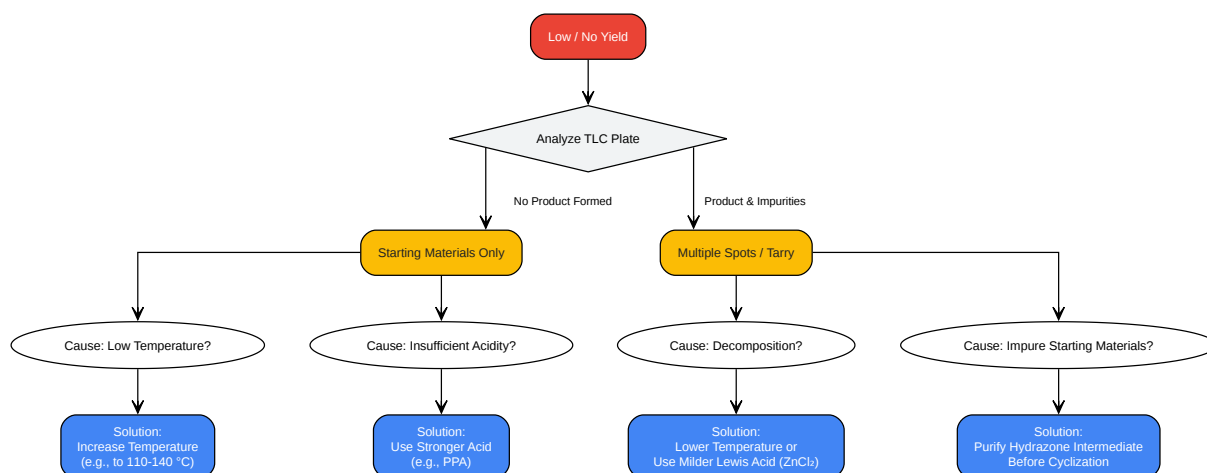 Low / No Yield
Analyze TLC Plate
No Product Formed
Product & Impurities
Starting Materials Only
Multiple Spots / Tarry
Cause: Low Temperature?
Cause: Insufficient Acidity?
Cause: Decomposition?
Cause: Impure Starting Materials?
Solution:
Increase Temperature
(e.g., to 110-140 °C)
Solution:
Use Stronger Acid
(e.g., PPA)
Solution:
Lower Temperature or
Use Milder Lewis Acid (ZnCl₂)
Solution:
Purify Hydrazone Intermediate
Before Cyclization